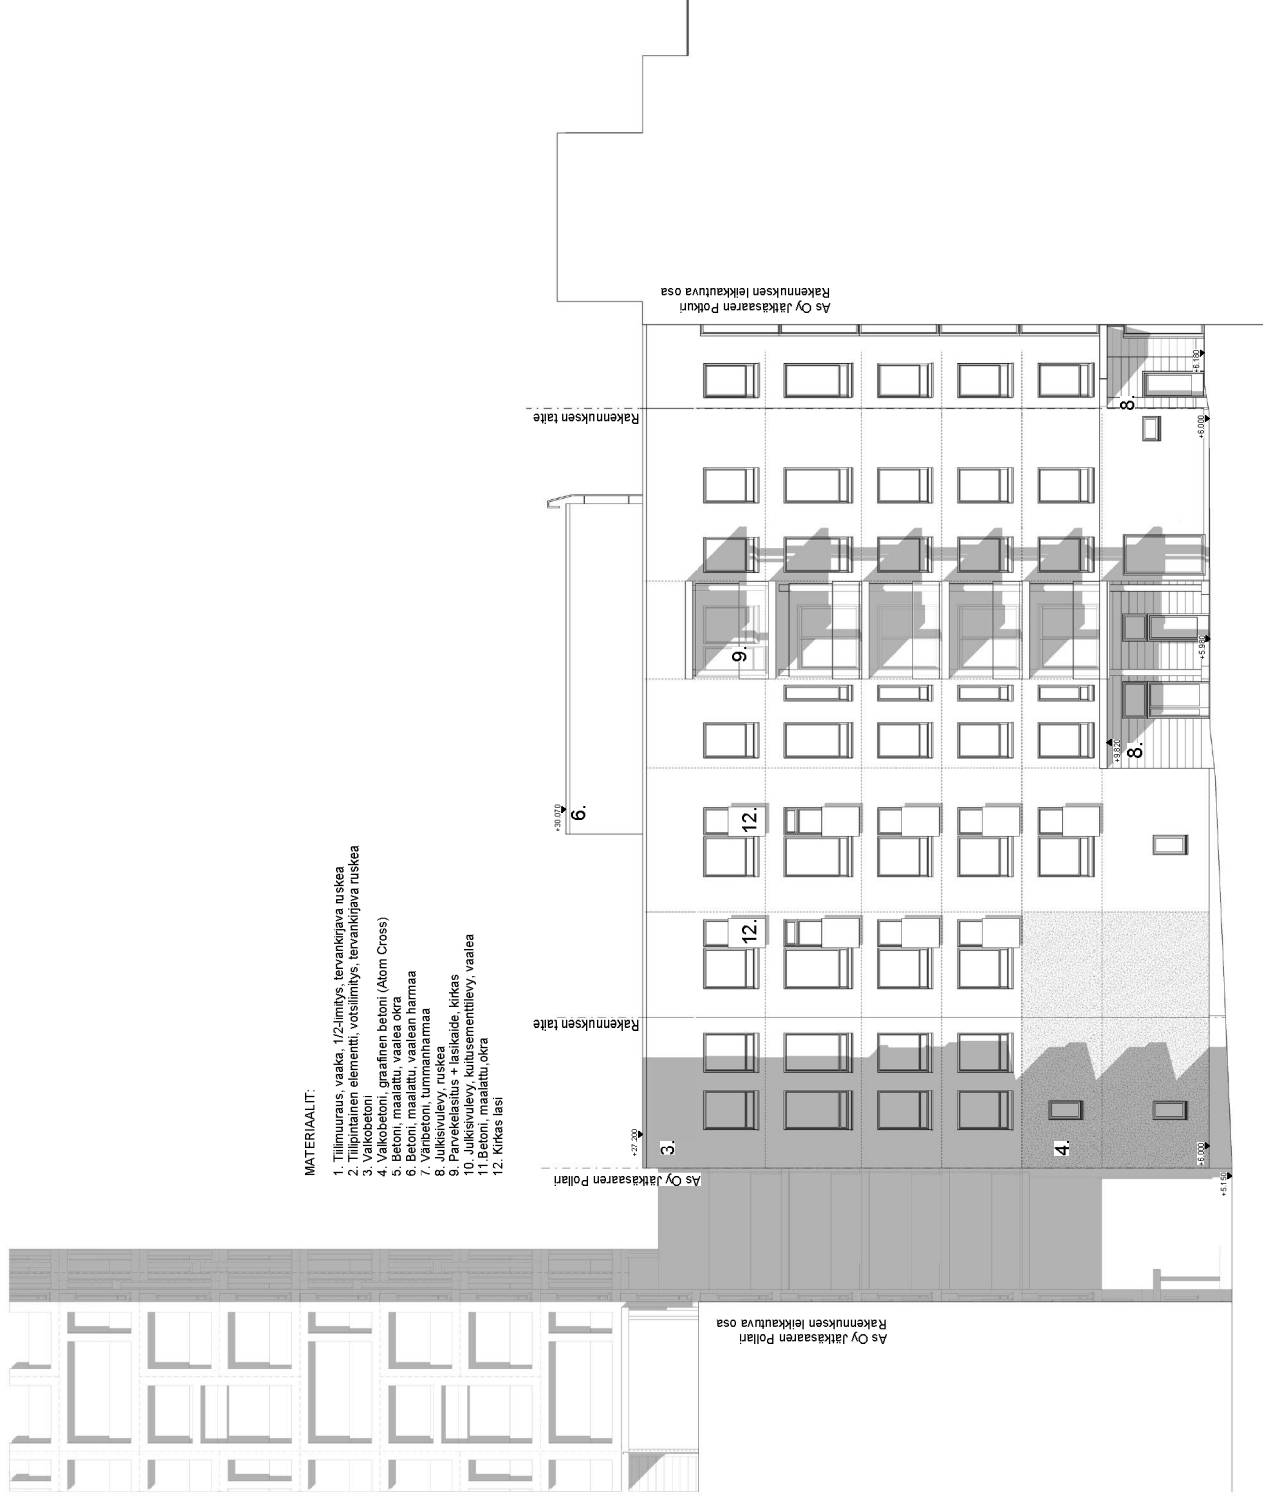 MATERIAALIT:
1. Tiilimuuraus, vaaka, 1/2-limitys, tervankirjava ruskea
2. Tiilipintainen elementti, votsilimitys, tervankirjava ruskea
3. Valkobetoni
4. Valkobetoni, graafinen betoni (Atom Cross)
5. Betoni, maalattu, vaalea okra
6. Betoni, maalattu, vaalean harmaa
7. Väribetoni, tummanharmaa
8. Julkisivulevy, ruskea
9. Parvekelasitus + lasikaide, kirkas
10. Julkisivulevy, kuitusementtilevy, vaalea
11.Betoni, maalattu,okra
12. Kirkas lasi
+30.070
6.
Rakennuksen taite
Rakennuksen taite
As Oy Jätkäsaaren Pollari
+27.200
3.
12.
12.
9.
As Oy Jätkäsaaren Potkuri
Rakennuksen leikkautuva osa
As Oy Jätkäsaaren Pollari
Rakennuksen leikkautuva osa
4.
+9.820
8.
8.
+6.000
+5.150
+5.980
+6.000
+6.180